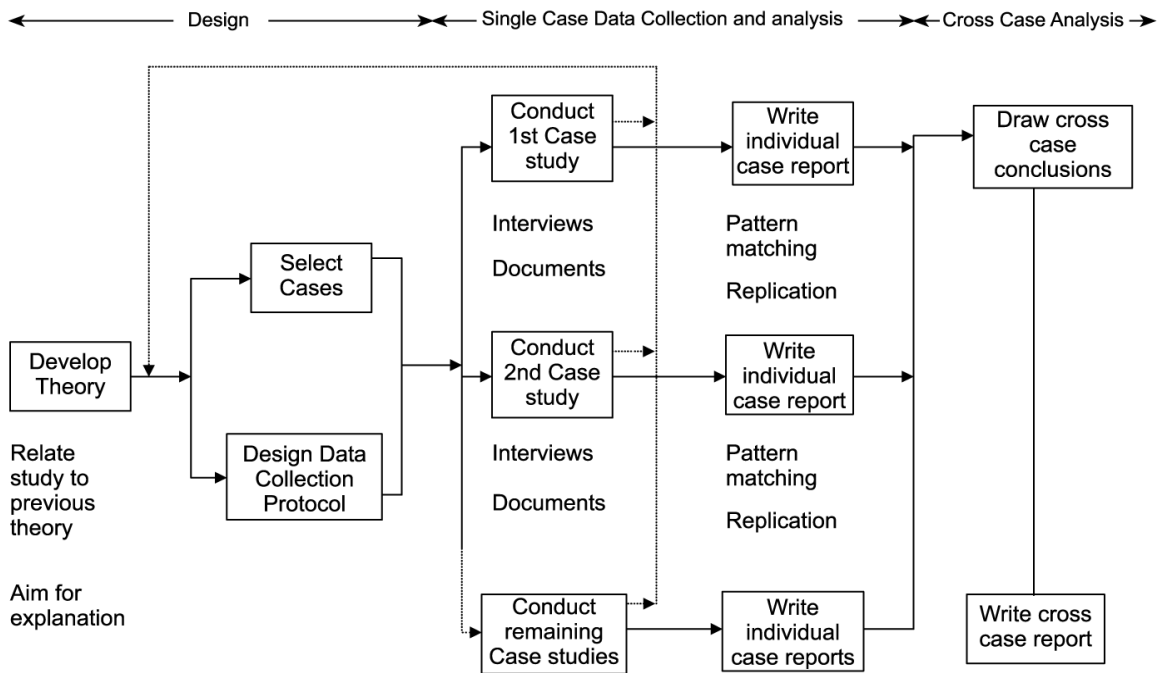 Design
Single Case Data Collection and analysis
Cross Case Analysis
Conduct
1st Case
study
Write
individual
case report
Draw cross
case
conclusions
Interviews
Documents
Pattern
matching
Replication
Select
Cases
Develop
Theory
Conduct
2nd Case
study
Write
individual
case report
Design Data
Collection
Protocol
Relate
study to
previous
theory
Interviews
Documents
Pattern
matching
Replication
Aim for
explanation
Conduct
remaining
Case studies
Write
individual
case reports
Write cross
case report